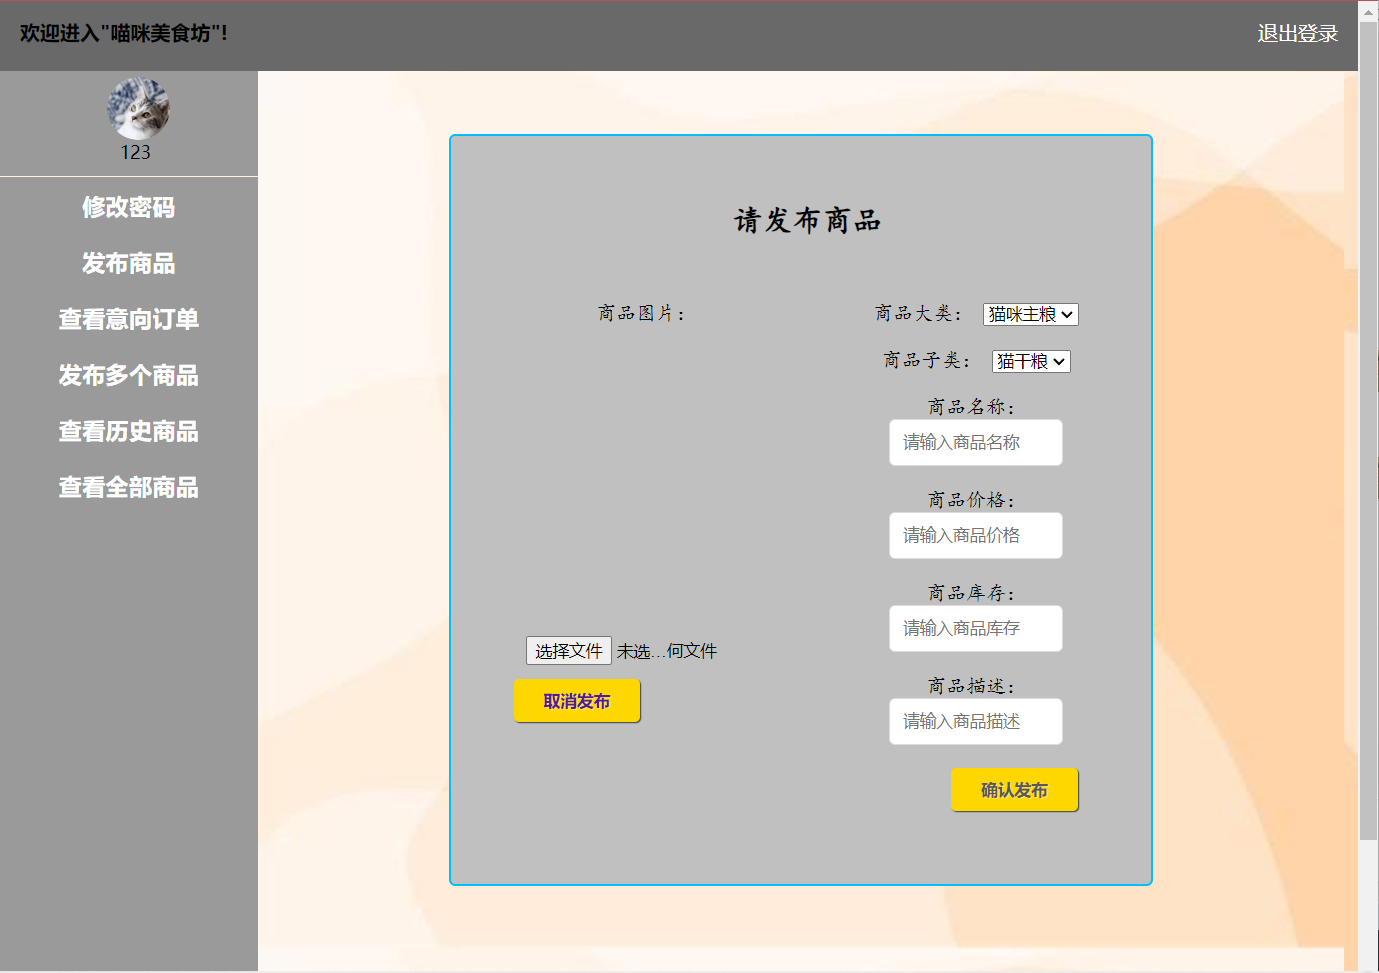 欢迎进入"喵咪美食坊"!
退出登录
123
修改密码
发布商品
查看意向订单
发布多个商品
查看历史商品
查看全部商品
请发布商品
商品图片：
商品大类： 猫咪主粮
商品子类： 猫干粮
商品名称：
请输入商品名称
商品价格：
请输入商品价格
商品库存：
请输入商品库存
选择文件 未选...何文件
商品描述：
取消发布
请输入商品描述
确认发布